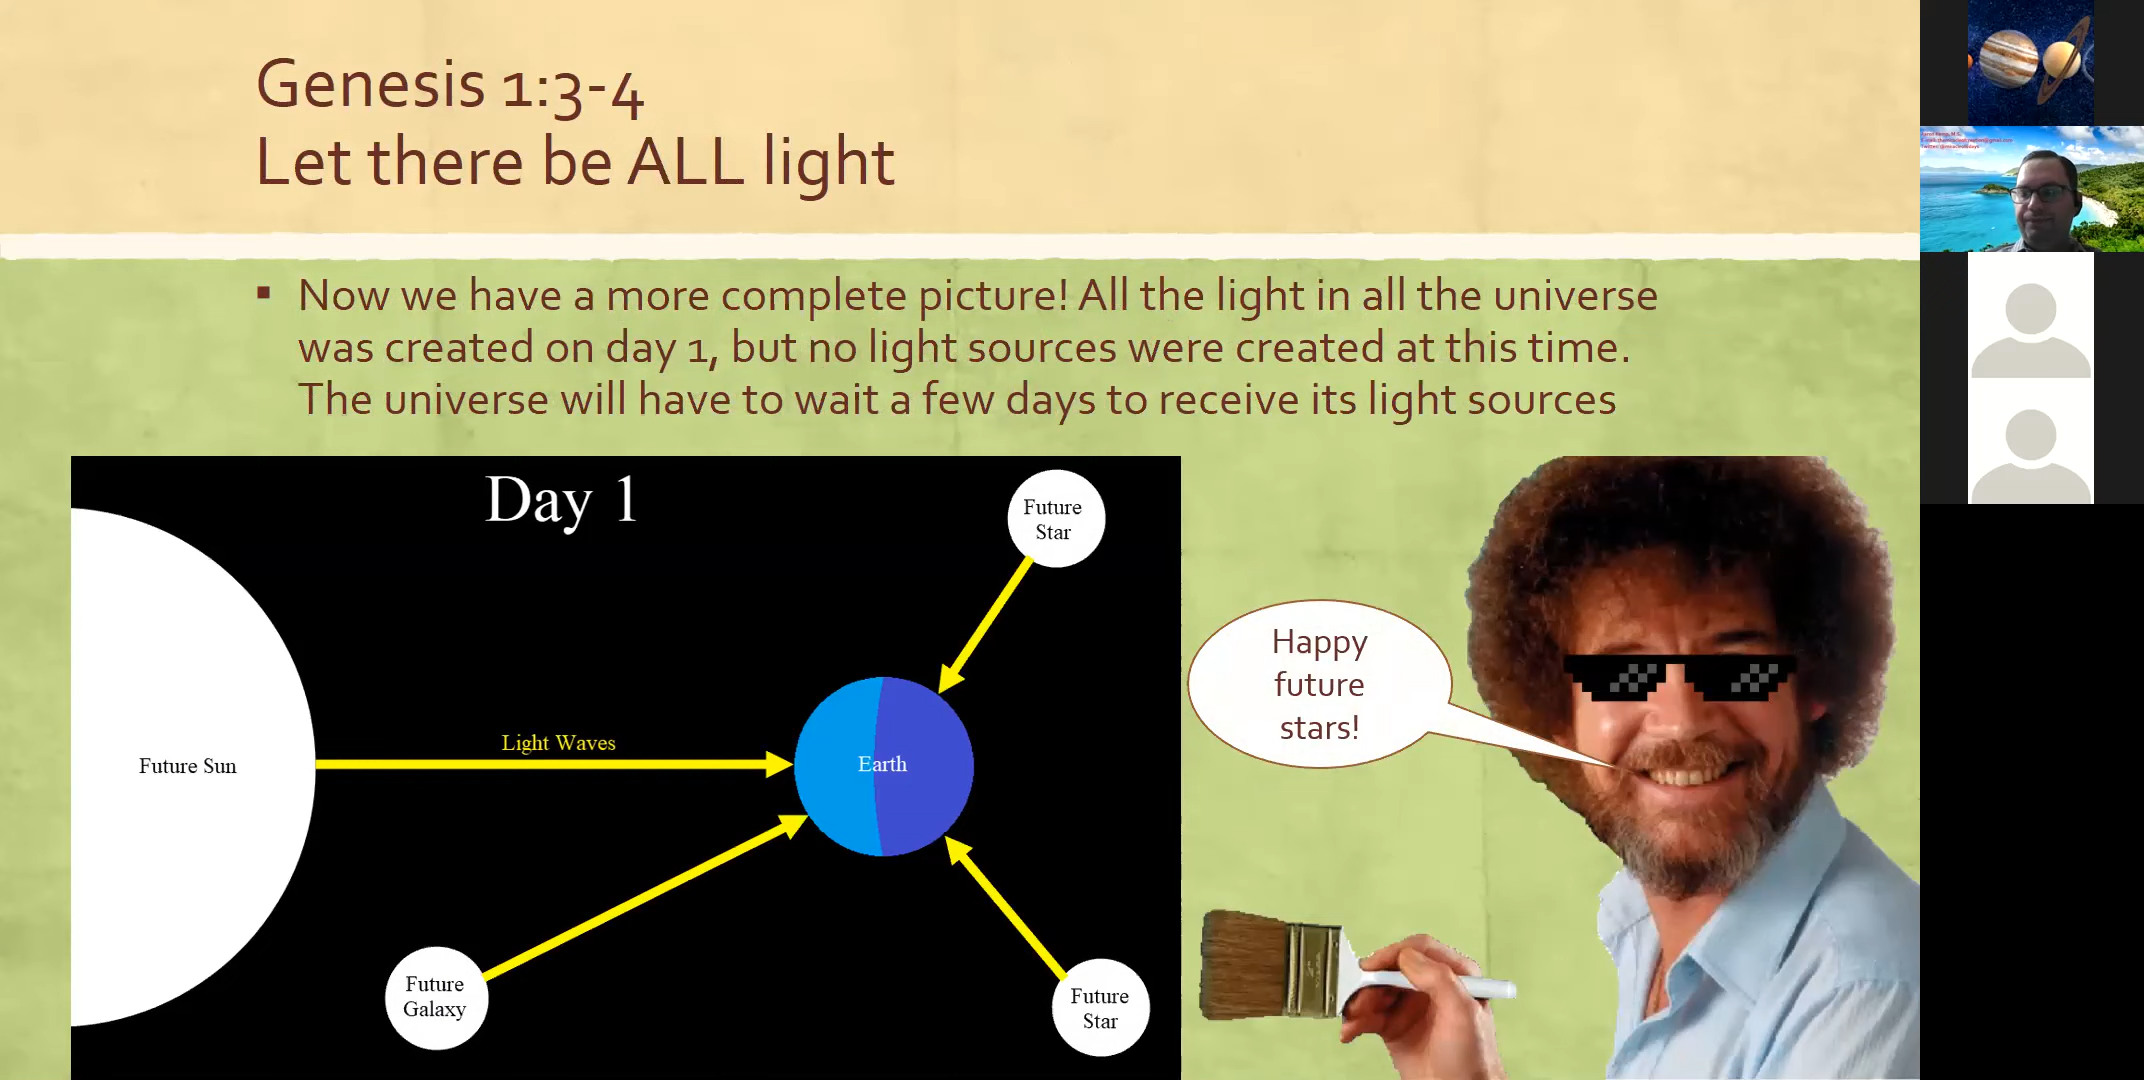 Genesis 1:3-4
Let there be ALL light
▪ Now we have a more complete picture! All the light in all the universe
was created on day 1, but no light sources were created at this time.
The universe will have to wait a few days to receive its light sources
Day 1
Future
Star
Light Waves
Future Sun
Earth
Future
Galaxy
Future
Star
Happy
future
stars!